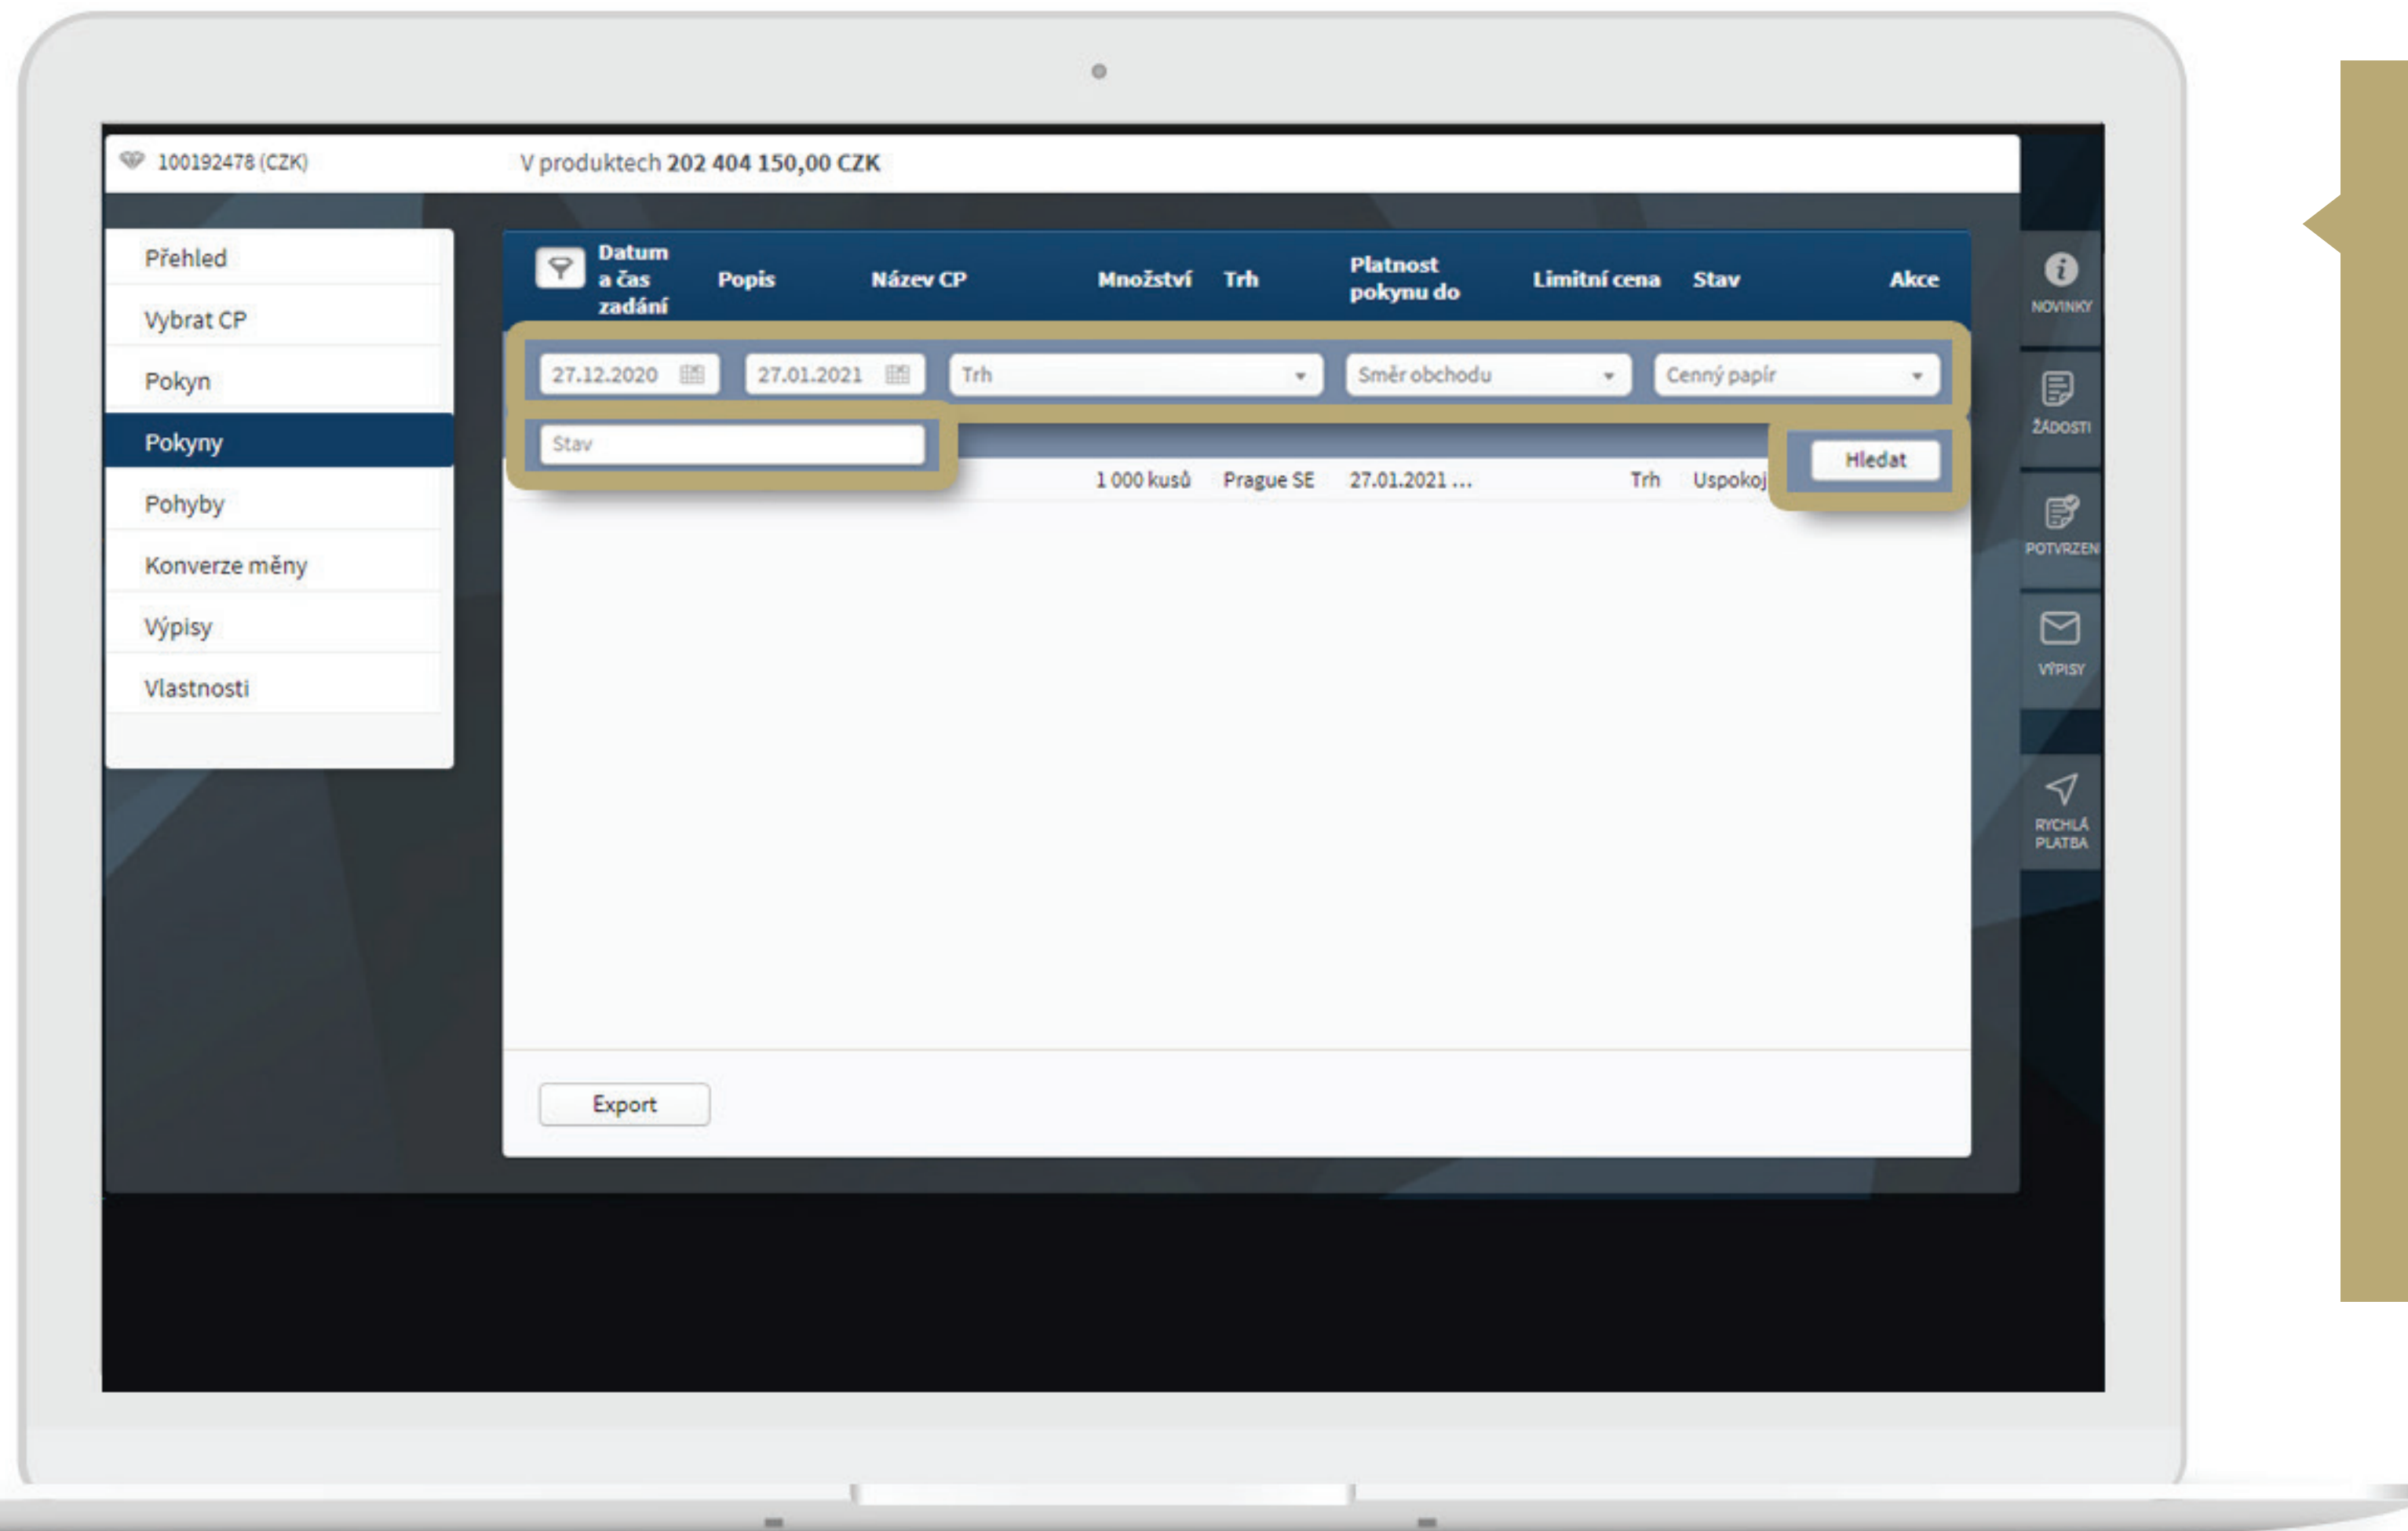 100192478 (CZK)
V produktech 202 404 150,00 CZK
Přehled
Vybrat CP
Pokyn
Pokyny
Pohyby
Konverze měny
Výpisy
Vlastnosti
Datum a čas zadání
Popis
Název CP
Množství
Trh
Platnost pokynu do
Limitní cena
Stav
Akce
27.12.2020
27.01.2021
Trh
Směr obchodu
Cenný papír
Stav
Hledat
1 000 kusů
Prague SE
27.01.2021 ...
Trh
Uspokoj
Export
NOVINKY
ŽÁDOSTI
POTVRZEN
VÝPISY
RYCHLÁ
PLATBA